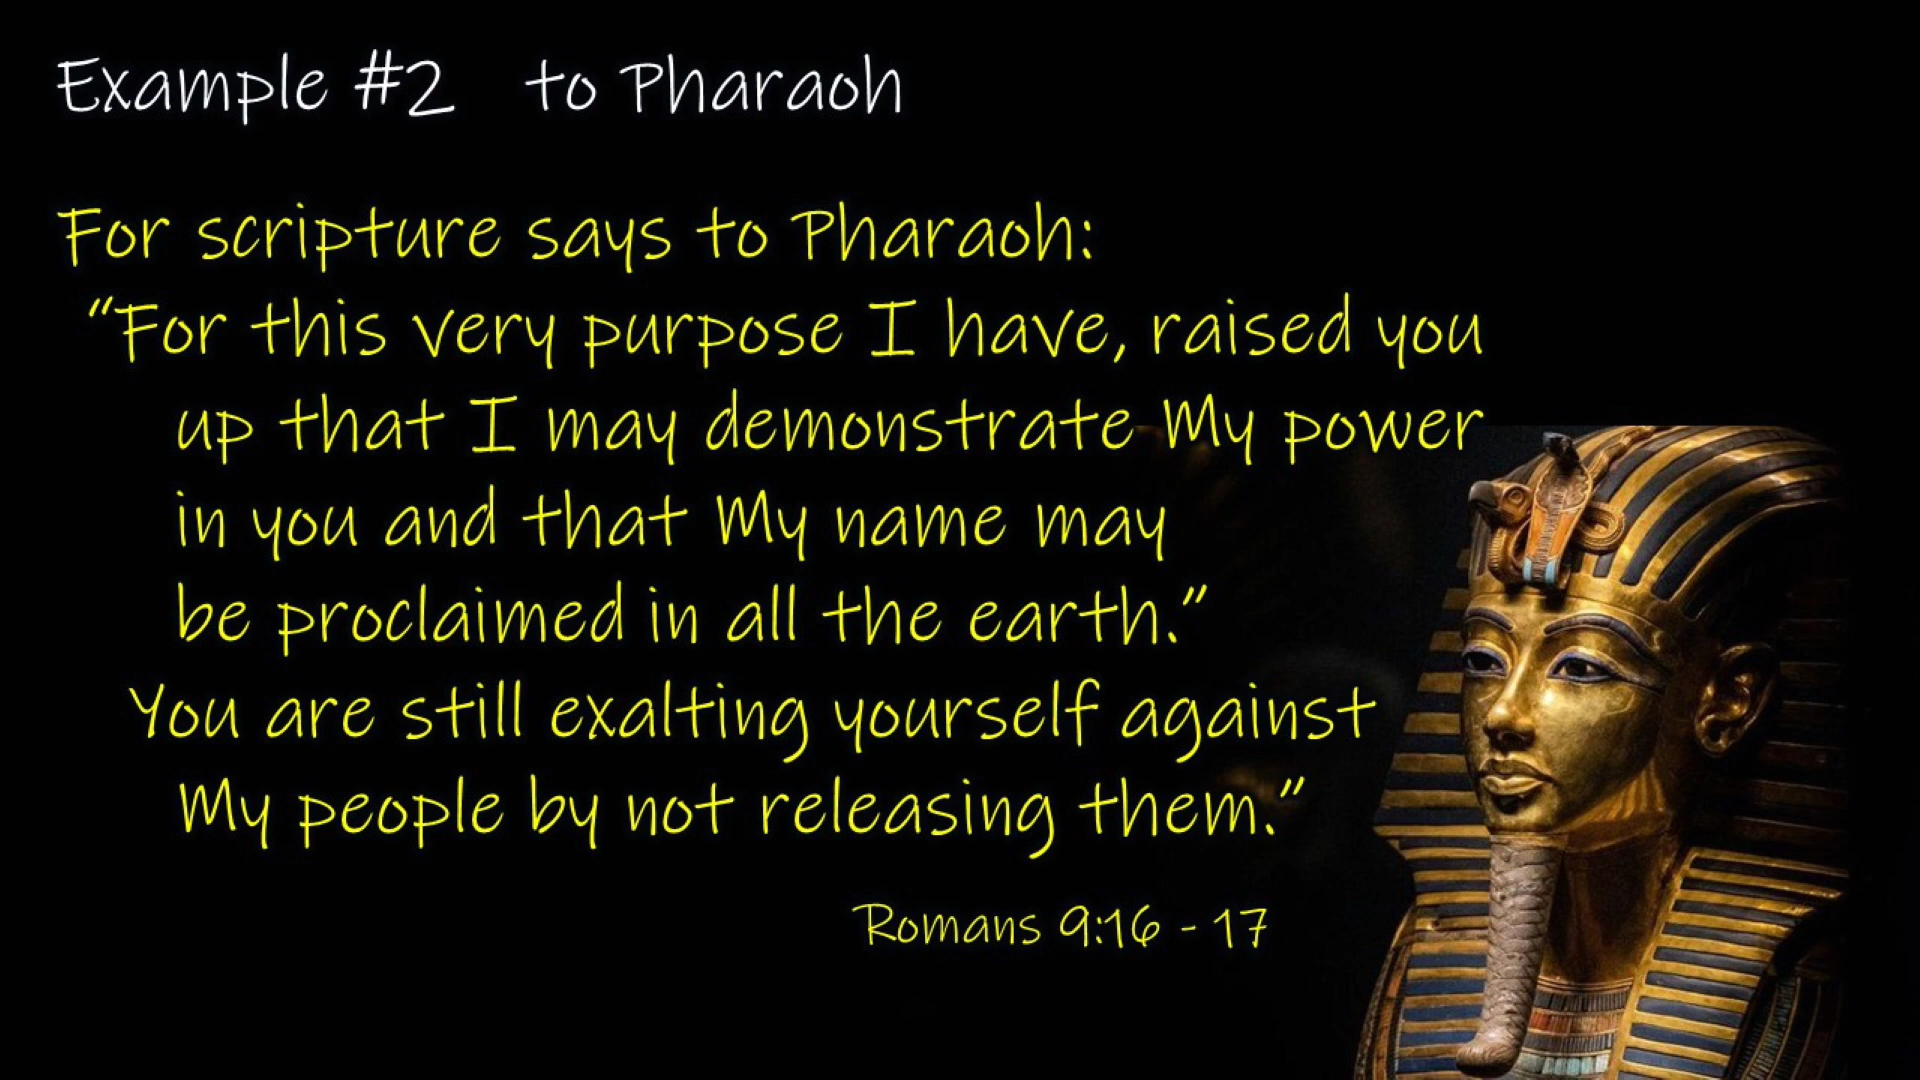 Example #2 to Pharaoh
For scripture says to Pharaoh:
“For this very purpose I have, raised you
up that I may demonstrate My power
in you and that My name may
be proclaimed in all the earth.”
You are still exalting yourself against
My people by not releasing them.”
Romans 9:16 - 17